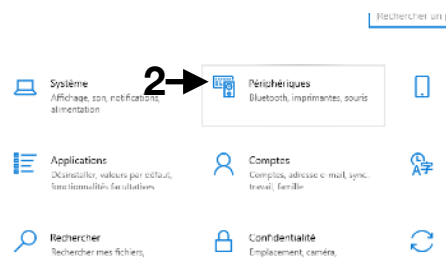 Rechercher un
Système
Affichage, son, notifications,
alimentation
2
Périphériques
Bluetooth, imprimantes, souris
Applications
Désinstaller, valeurs par défaut,
fonctionnalités facultatives
Comptes
Comptes, adresse e-mail, sync.
travail, famille
Rechercher
Rechercher mes fichiers,
Confidentialité
Emplacement, caméra,